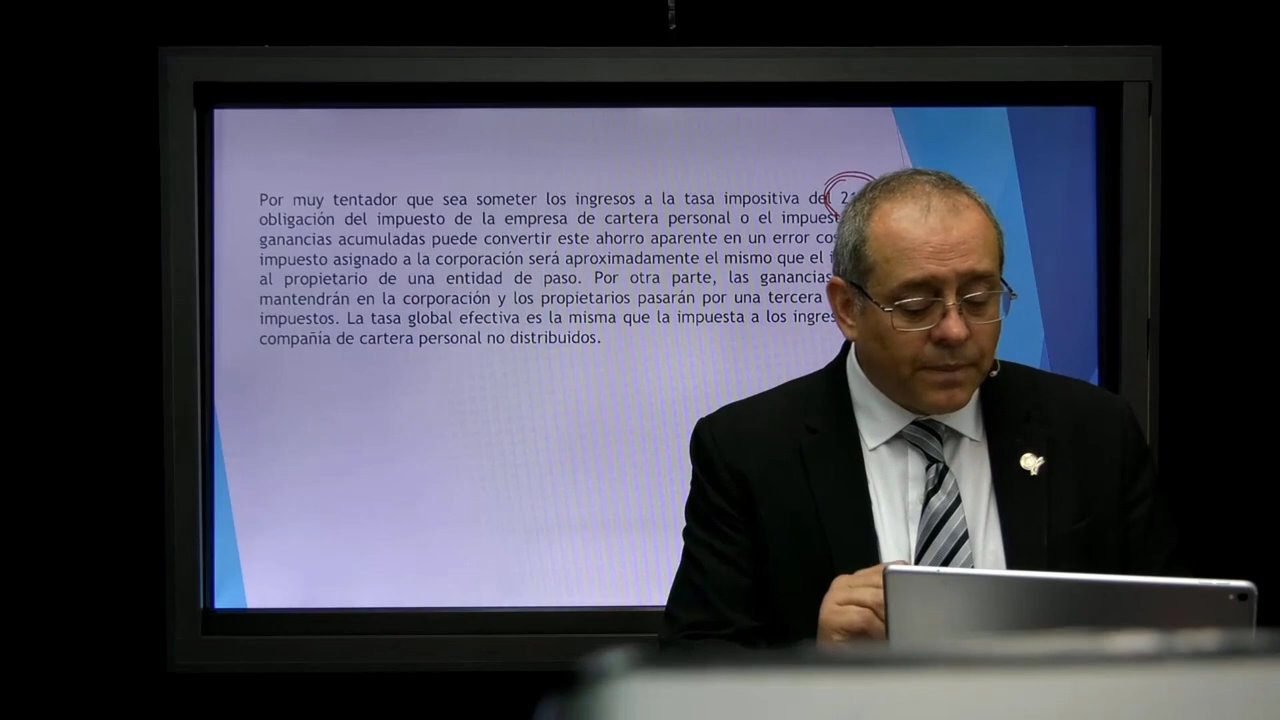 Por muy tentador que sea someter los ingresos a la tasa impositiva del
obligación del impuesto de la empresa de cartera personal o el
ganancias acumuladas puede convertir este ahorro aparente en un error
impuesto asignado a la corporación será aproximadamente el mismo que el
al propietario de una entidad de paso. Por otra parte, las ganancias
mantendrán en la corporación y los propietarios pasarán por una tercera
impuestos. La tasa global efectiva es la misma que la impuesta a los
compañía de cartera personal no distribuidos.